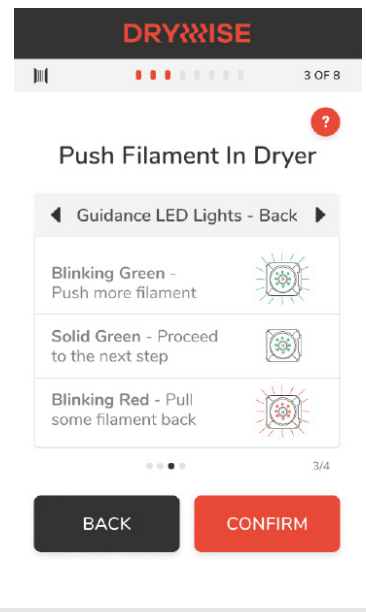 DRYWISE
3 OF 8
?
Push Filament In Dryer
Guidance LED Lights - Back
Blinking Green -
Push more filament
Solid Green - Proceed
to the next step
Blinking Red - Pull
some filament back
3/4
BACK
CONFIRM